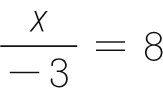 x/-3 = 8